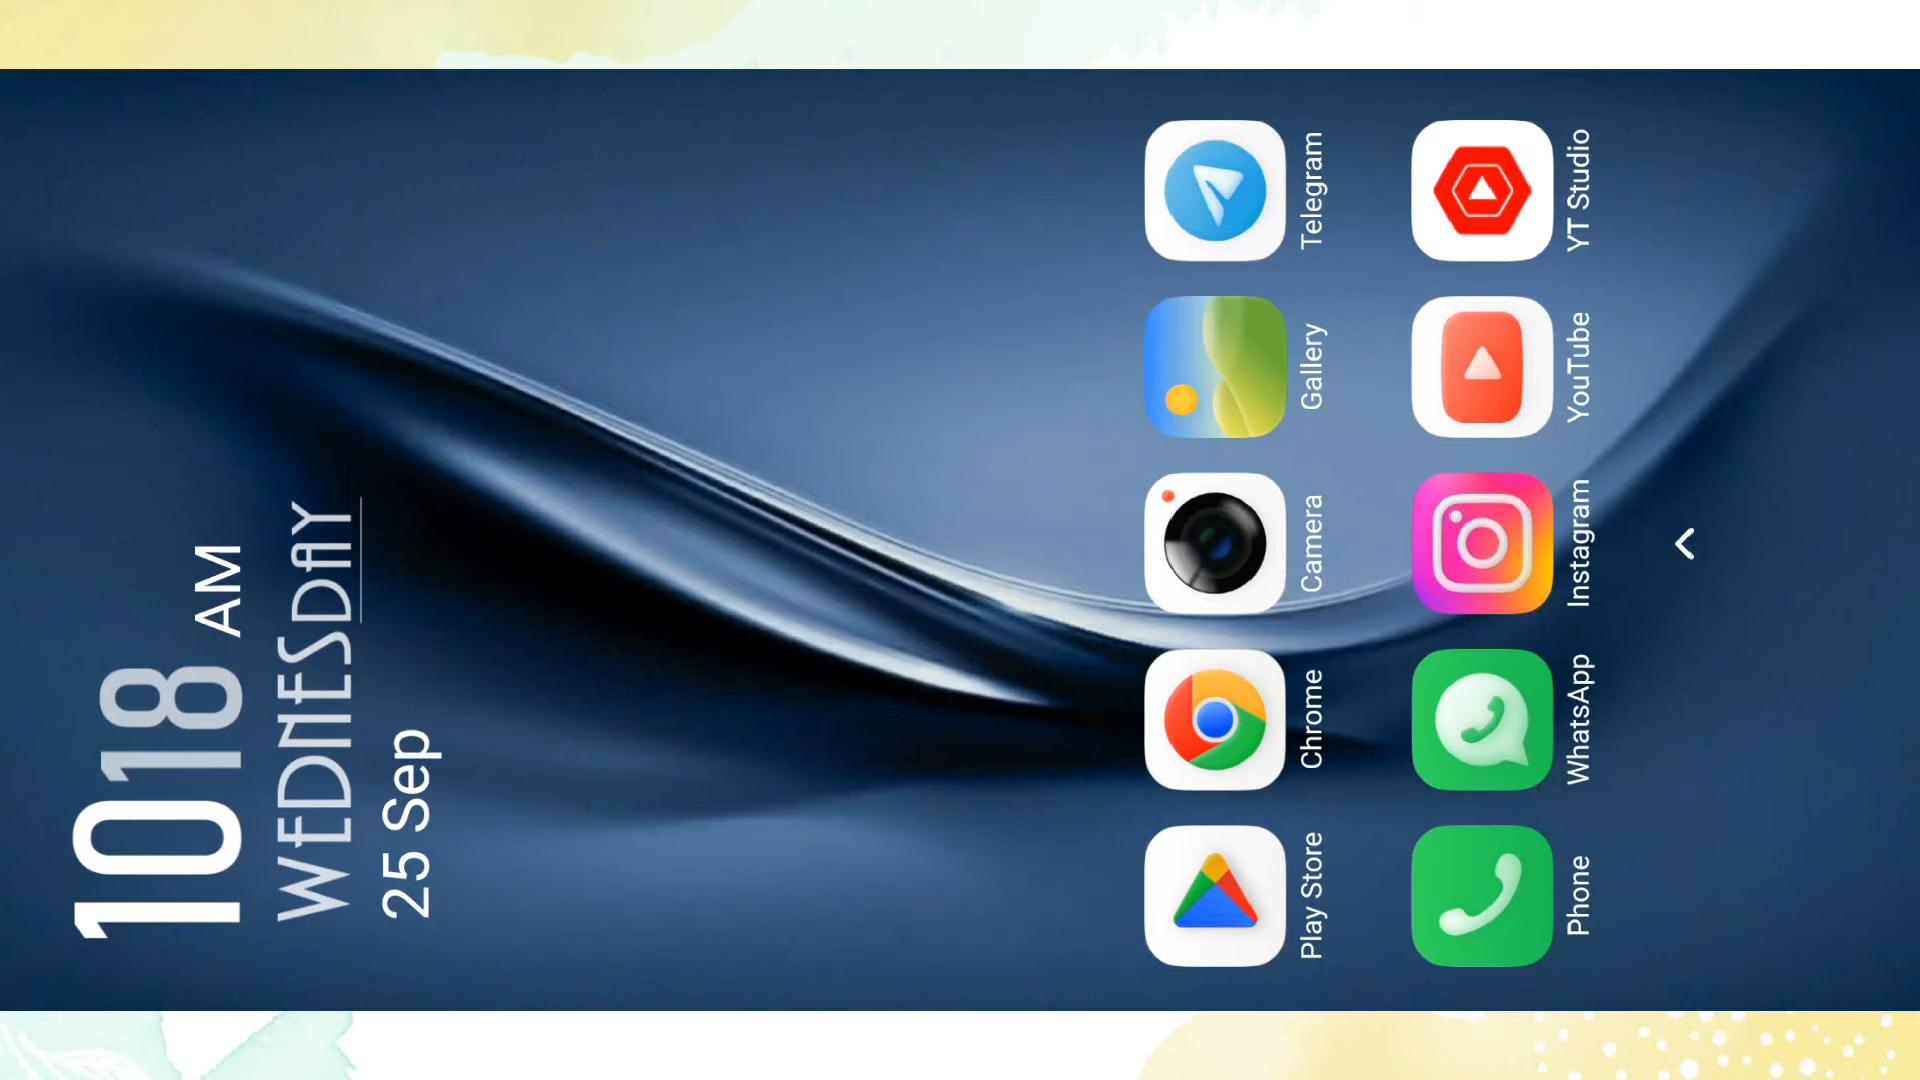 1018 AM
WEDNESDAY
25 Sep
Play Store
Chrome
Camera
Gallery
Telegram
Phone
WhatsApp
Instagram
YouTube
YT Studio